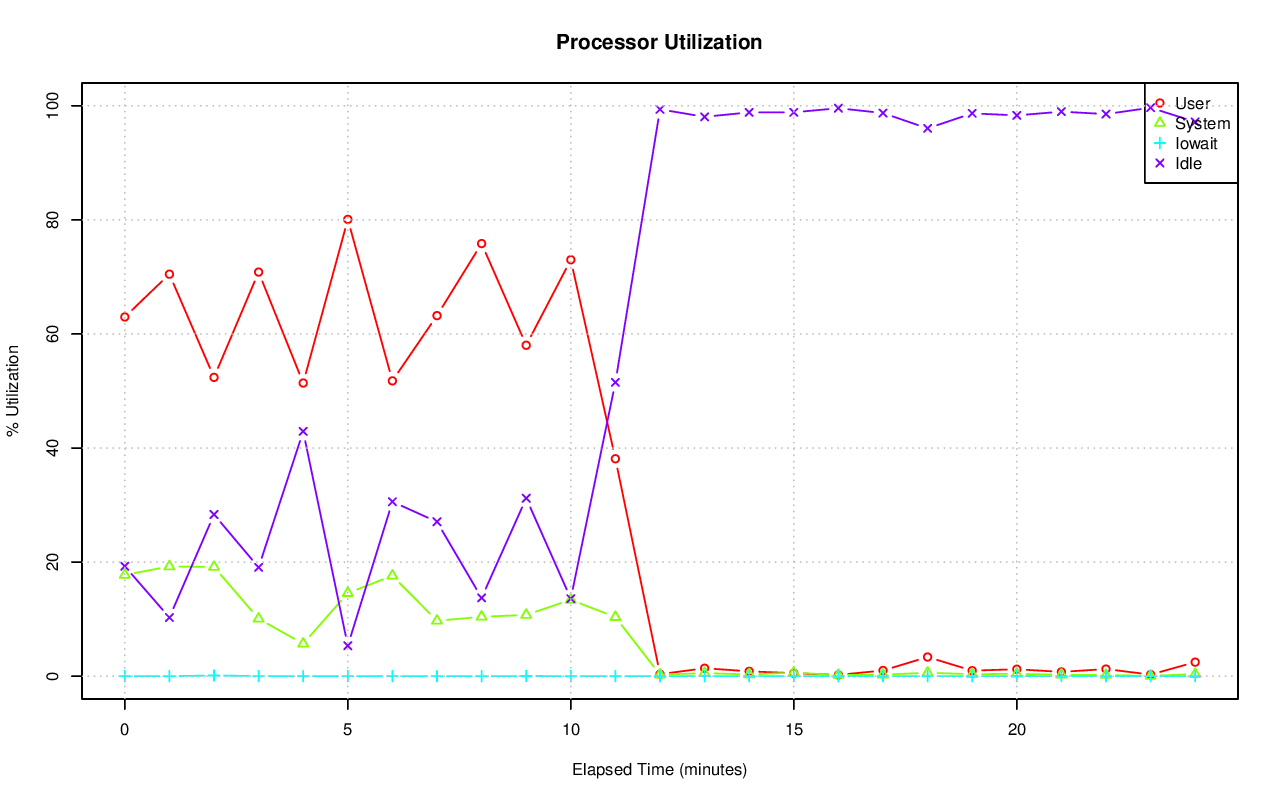 Processor Utilization
100
80
60
40
20
0
% Utilization
User
System
Iowait
Idle
0 5 10 15 20
Elapsed Time (minutes)